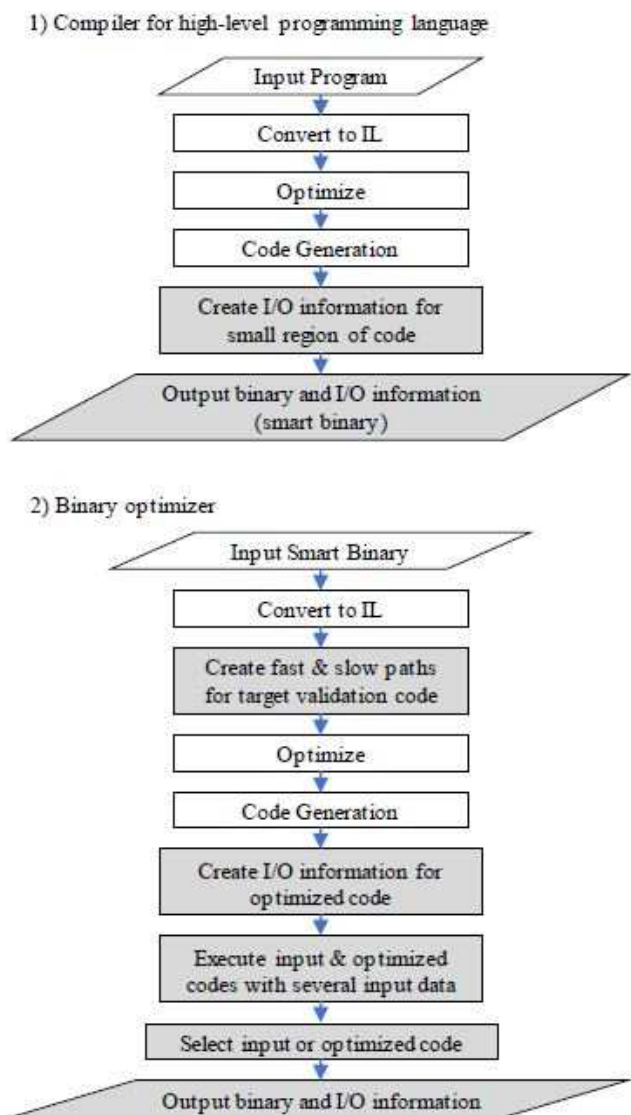 1) Compiler for high-level programming language
Input Program
Convert to IL
Optimize
Code Generation
Create I/O information for
small region of code
Output binary and I/O information
(smart binary)
2) Binary optimizer
Input Smart Binary
Convert to IL
Create fast & slow paths
for target validation code
Optimize
Code Generation
Create I/O information for
optimized code
Execute input & optimized
codes with several input data
Select input or optimized code
Output binary and I/O information